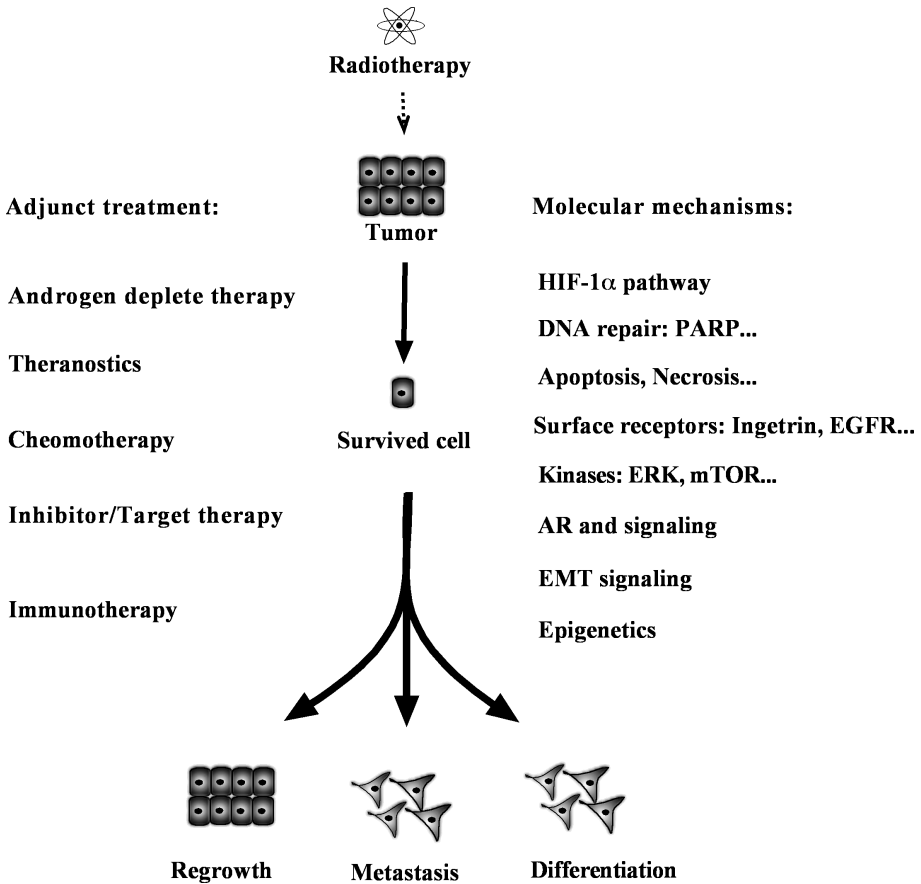 Radiotherapy
Tumor
Adjunct treatment:
Androgen deplete therapy
Theranostics
Cheomotherapy
Inhibitor/Target therapy
Immunotherapy
Survived cell
Molecular mechanisms:
HIF-1α pathway
DNA repair: PARP...
Apoptosis, Necrosis...
Surface receptors: Ingetrin, EGFR...
Kinases: ERK, mTOR...
AR and signaling
EMT signaling
Epigenetics
Regrowth
Metastasis
Differentiation